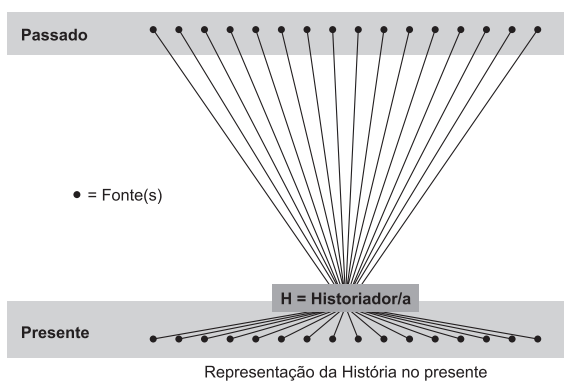 Passado
● = Fonte(s)
H = Historiador/a
Presente
Representação da História no presente